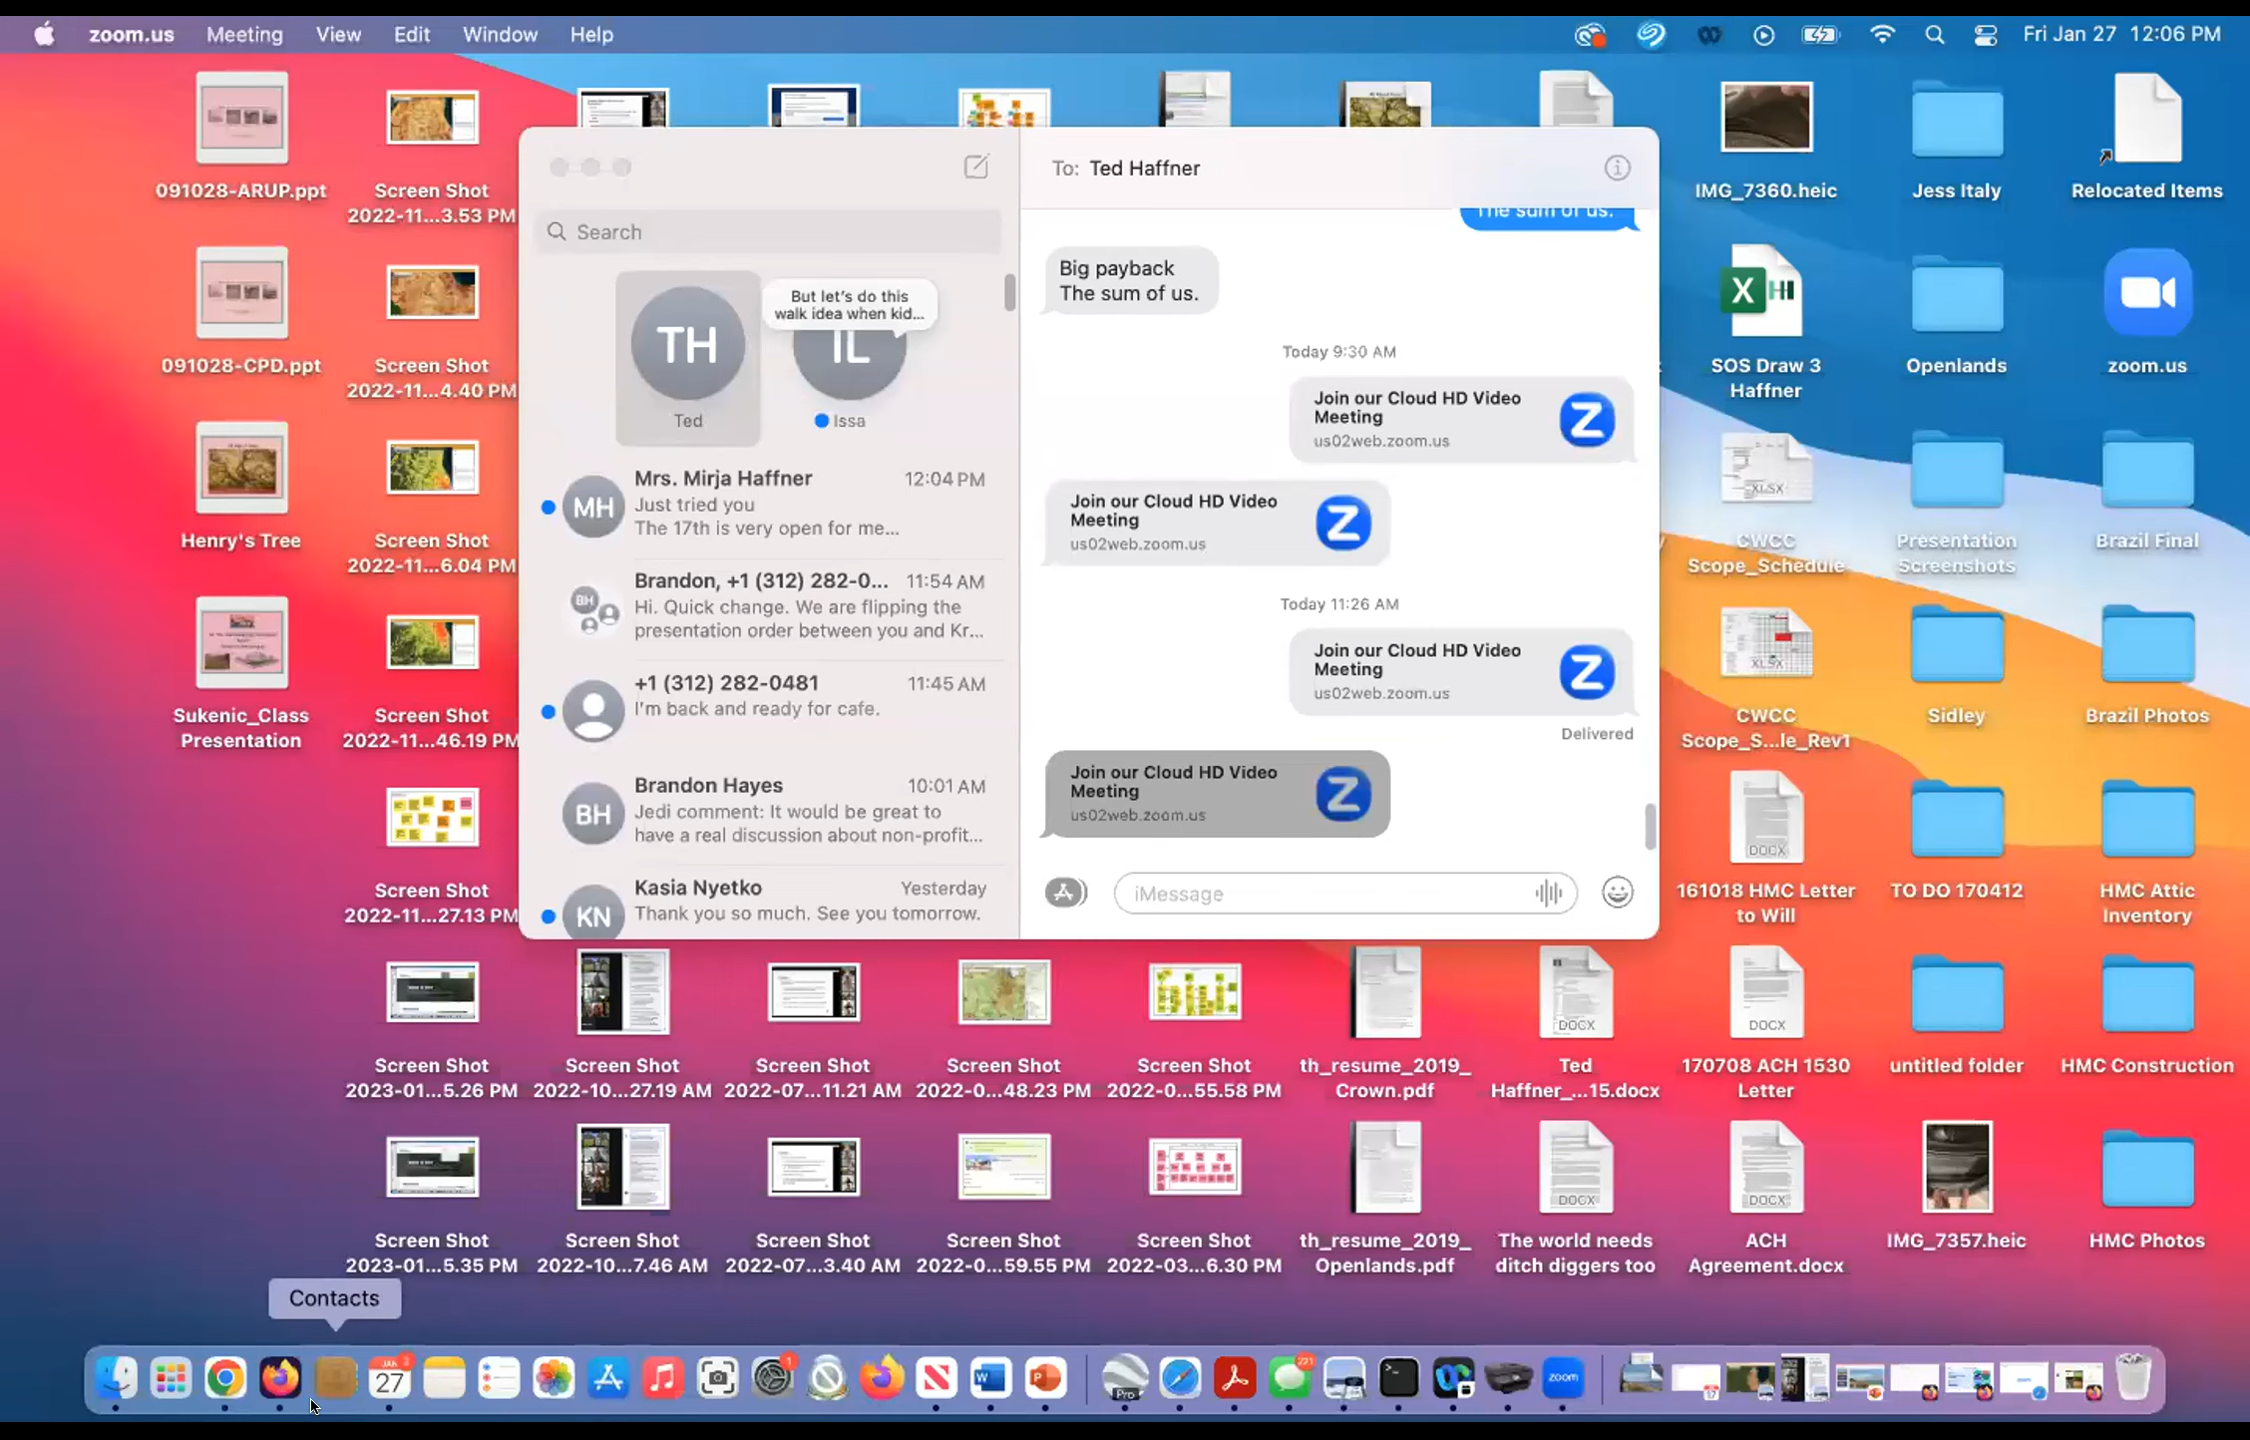 zoom.us Meeting View Edit Window Help
Fri Jan 27 12:06 PM
091028-ARUP.ppt
Screen Shot
2022-11...3.53 PM
IMG_7360.heic
Jess Italy
Relocated Items
091028-CPD.ppt
Screen Shot
2022-11...4.40 PM
SOS Draw 3
Haffner
Openlands
zoom.us
Henry's Tree
Screen Shot
2022-11...6.04 PM
XLSX
CWCC
Scope_Schedule
Presentation
Screenshots
Brazil Final
Sukenic_Class
Presentation
Screen Shot
2022-11...46.19 PM
XLSX
CWCC
Scope_S...le_Rev1
Sidley
Brazil Photos
Screen Shot
2022-11...27.13 PM
DOCX
161018 HMC Letter
to Will
TO DO 170412
HMC Attic
Inventory
Search
TH
Ted
But let's do this
walk idea when kid...
IL
Issa
MH
Mrs. Mirja Haffner 12:04 PM
Just tried you
The 17th is very open for me...
BH
Brandon, +1 (312) 282-0... 11:54 AM
Hi. Quick change. We are flipping the
presentation order between you and Kr...
+1 (312) 282-0481 11:45 AM
I'm back and ready for cafe.
BH
Brandon Hayes 10:01 AM
Jedi comment: It would be great to
have a real discussion about non-profit...
KN
Kasia Nyetko Yesterday
Thank you so much. See you tomorrow.
To: Ted Haffner
The sum of us.
Big payback
The sum of us.
Today 9:30 AM
Join our Cloud HD Video
Meeting
us02web.zoom.us
Z
Join our Cloud HD Video
Meeting
us02web.zoom.us
Z
Today 11:26 AM
Join our Cloud HD Video
Meeting
us02web.zoom.us
Z
Delivered
Join our Cloud HD Video
Meeting
us02web.zoom.us
Z
iMessage
Screen Shot
2023-01...5.26 PM
Screen Shot
2022-10...27.19 AM
Screen Shot
2022-07...11.21 AM
Screen Shot
2022-0...48.23 PM
Screen Shot
2022-0...55.58 PM
th_resume_2019_
Crown.pdf
DOCX
Ted
Haffner_...15.docx
DOCX
170708 ACH 1530
Letter
untitled folder
HMC Construction
Screen Shot
2023-01...5.35 PM
Screen Shot
2022-10...7.46 AM
Screen Shot
2022-07...3.40 AM
Screen Shot
2022-0...59.55 PM
Screen Shot
2022-03...6.30 PM
th_resume_2019_
Openlands.pdf
DOCX
The world needs
ditch diggers too
DOCX
ACH
Agreement.docx
IMG_7357.heic
HMC Photos
Contacts
JAN
27
1
N
W
P
Pro
221
zoom